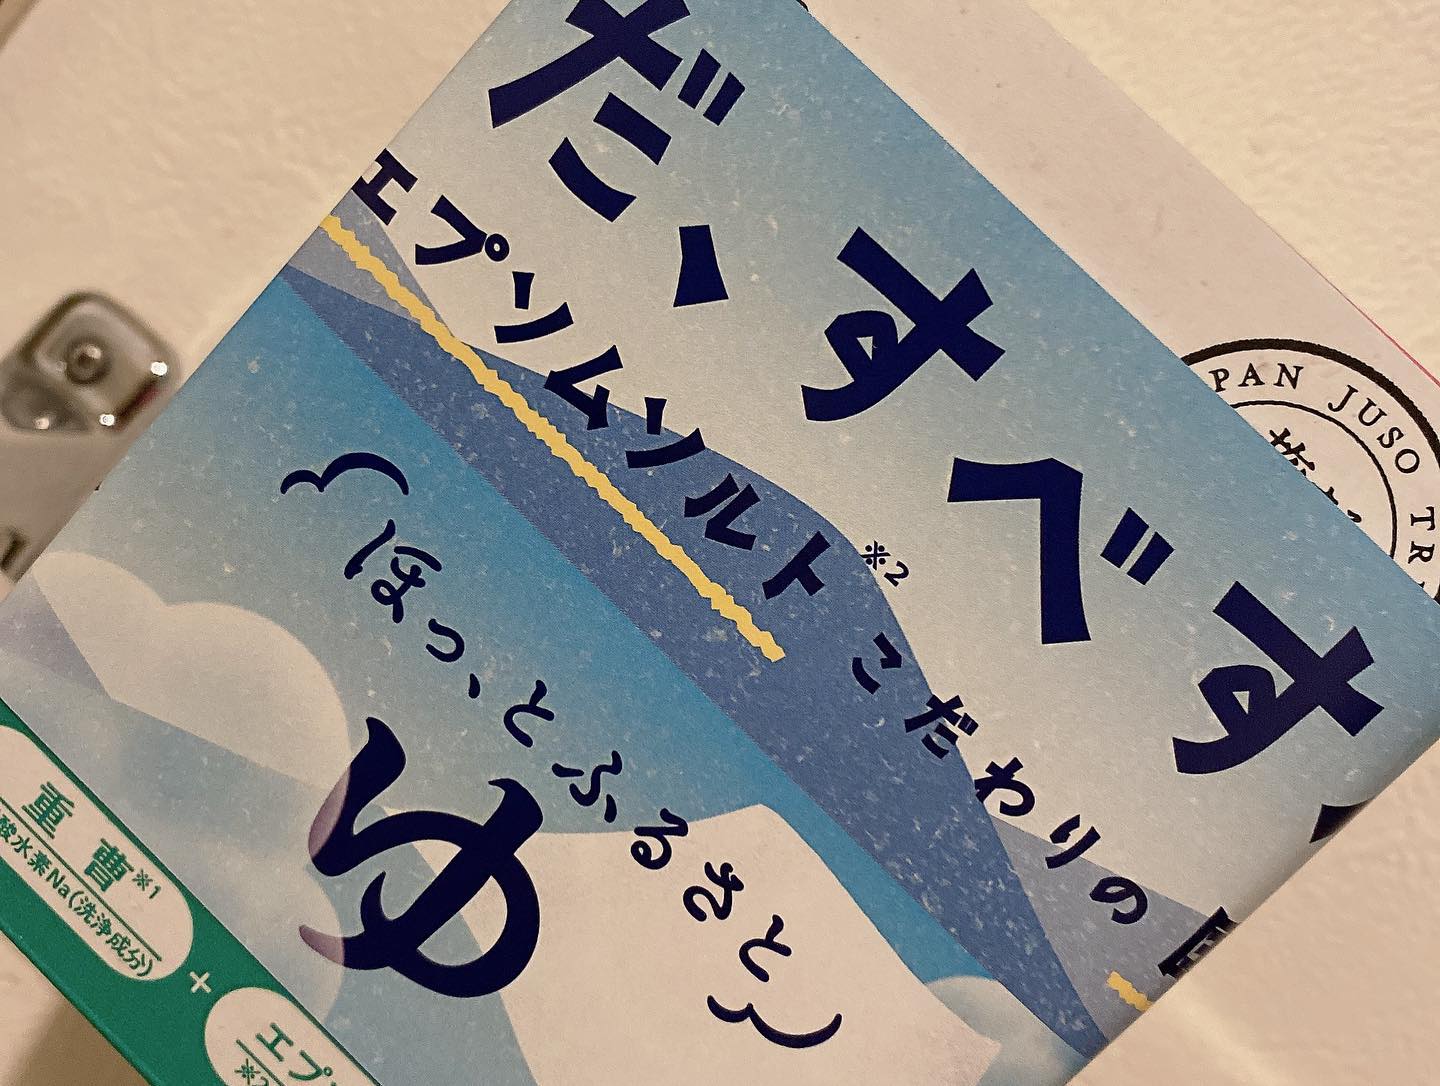 だ、すべす
エプソムソルト※2 こだわりの
ほっ、とふるさと
ゆ
重曹※1
酸水素Na(洗浄成分)
+
エプ
※2
PAN JUSO TR